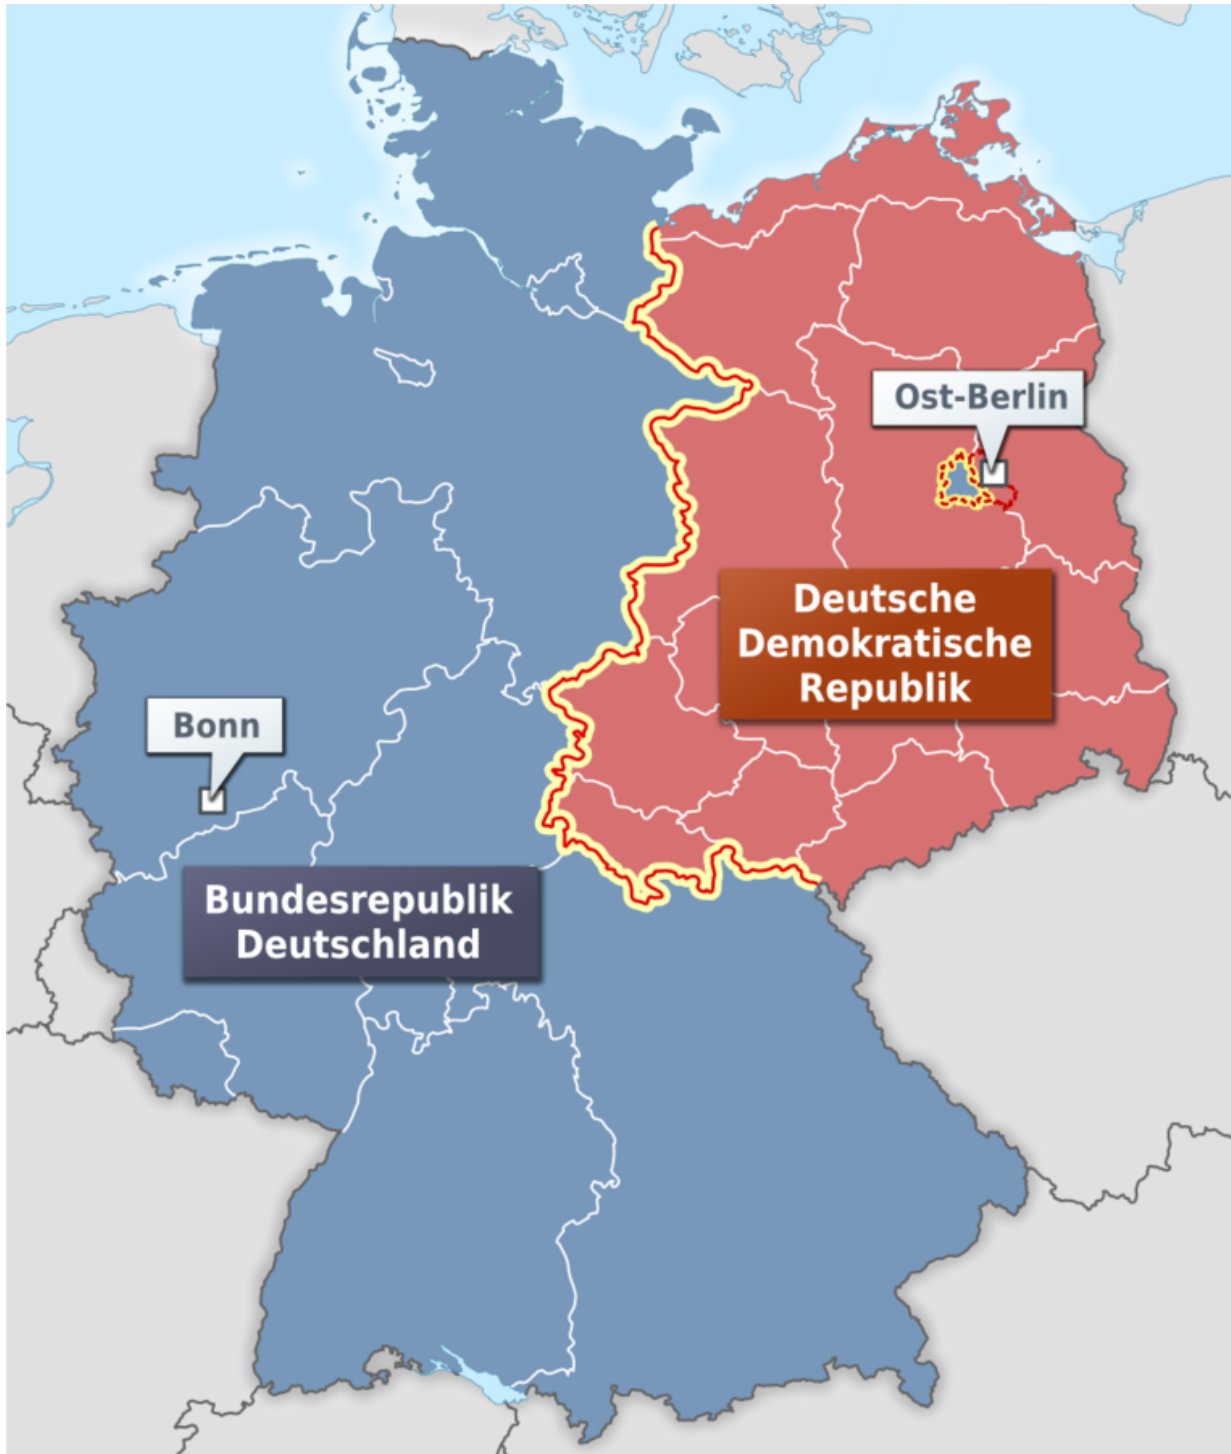 Ost-Berlin
Deutsche
Demokratische
Republik
Bonn
Bundesrepublik
Deutschland